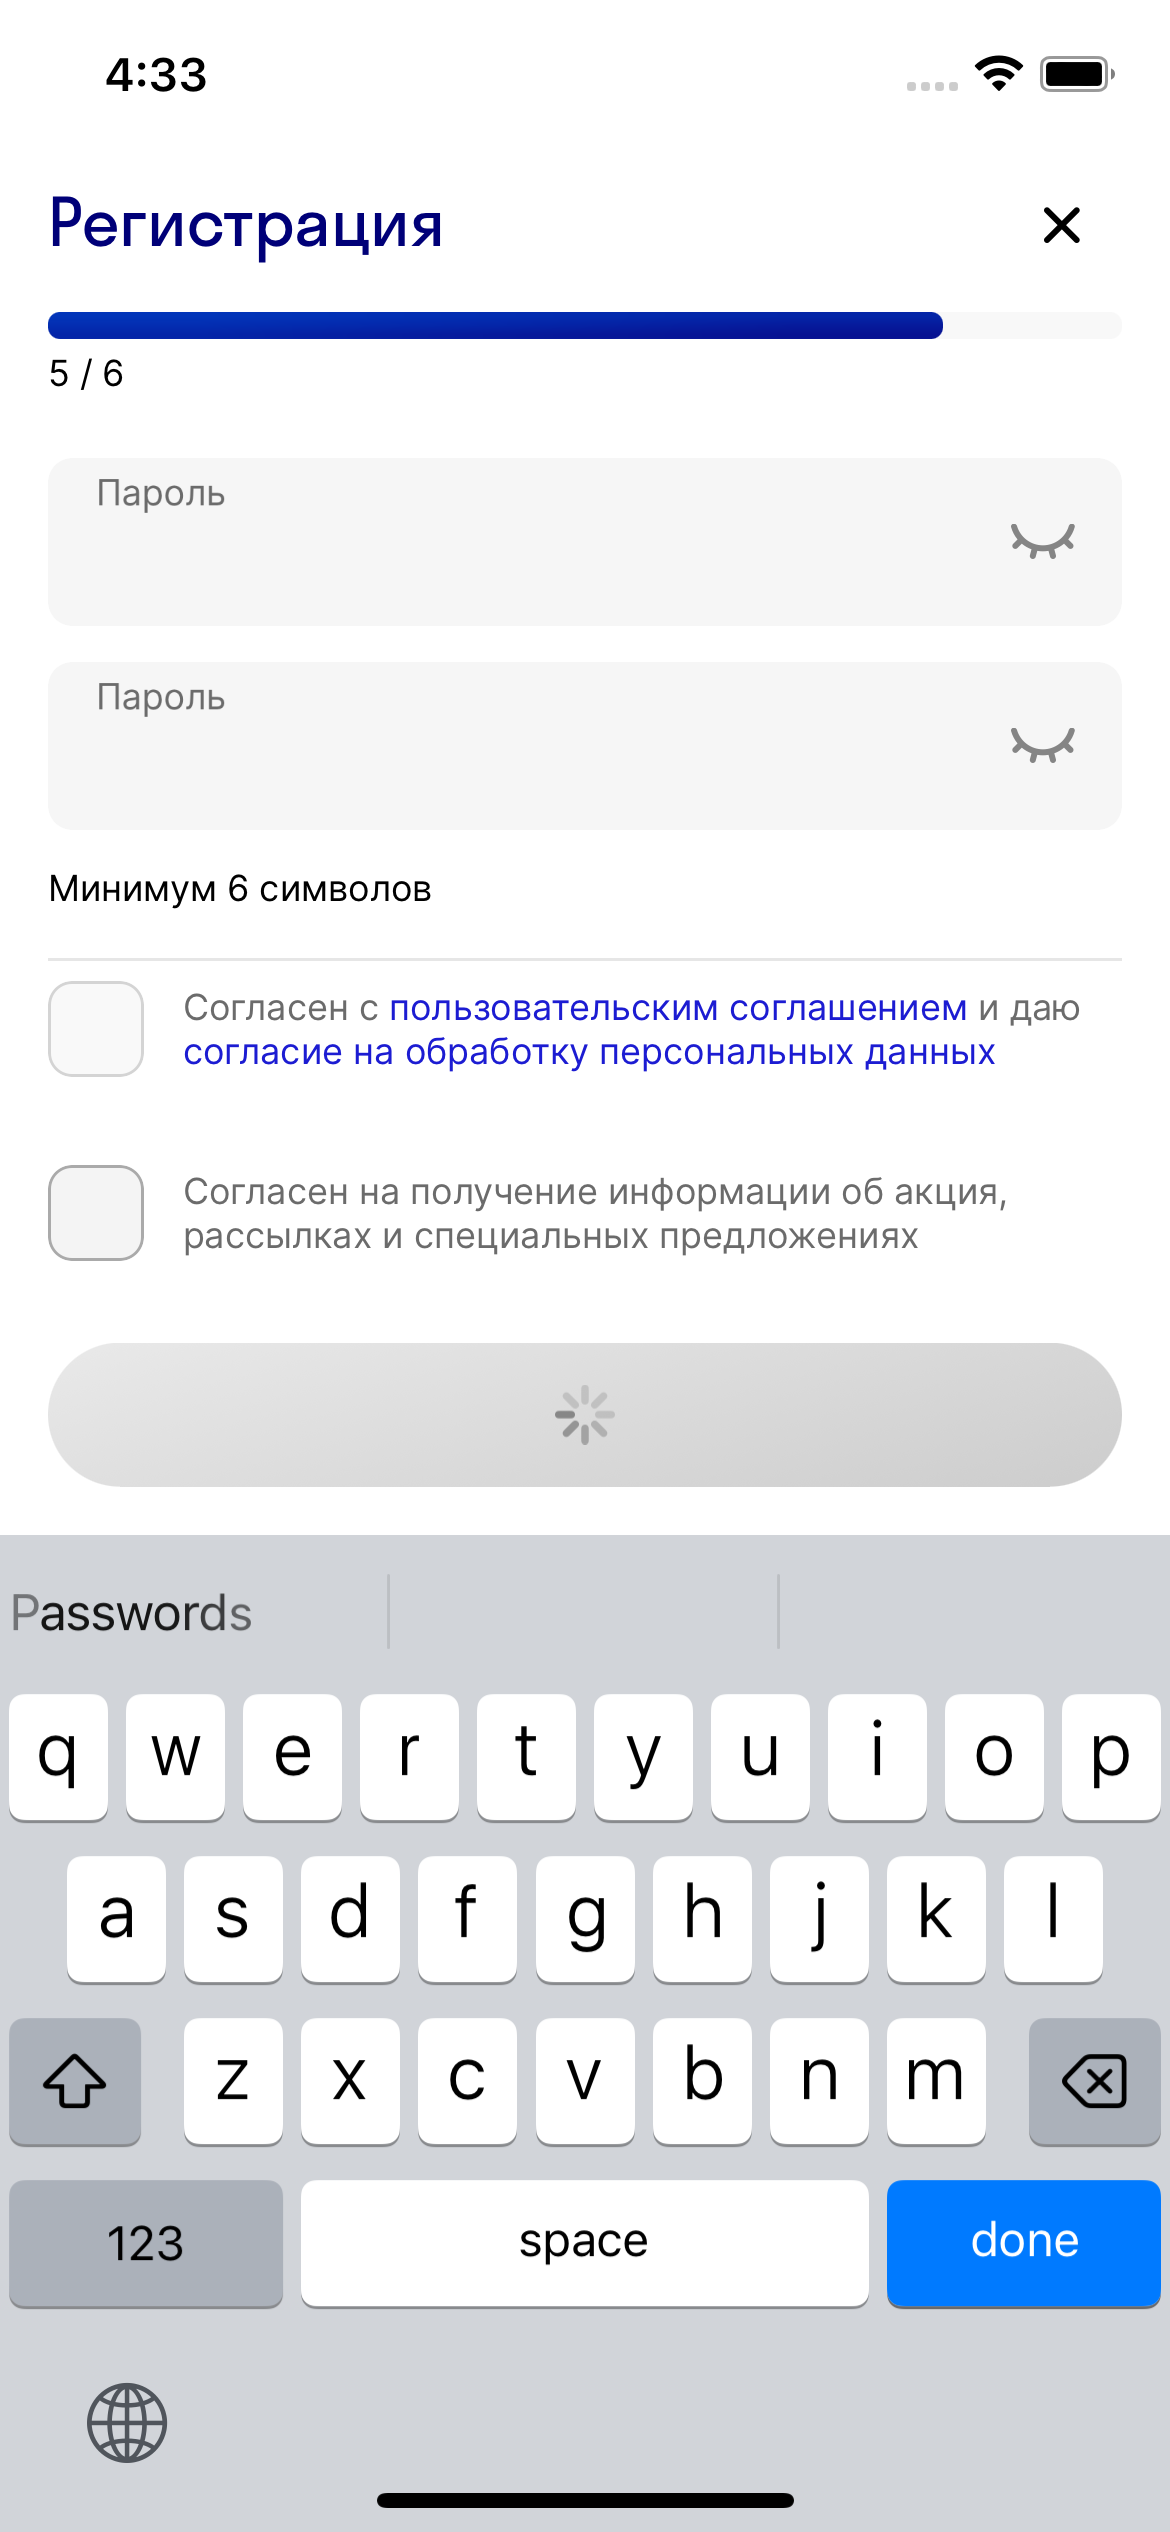 4:33
Регистрация
5 / 6
Пароль
Пароль
Минимум 6 символов
Согласен с пользовательским соглашением и даю
согласие на обработку персональных данных
Согласен на получение информации об акция,
рассылках и специальных предложениях
Passwords
q w e r t y u i o p
a s d f g h j k l
z x c v b n m
123 space done